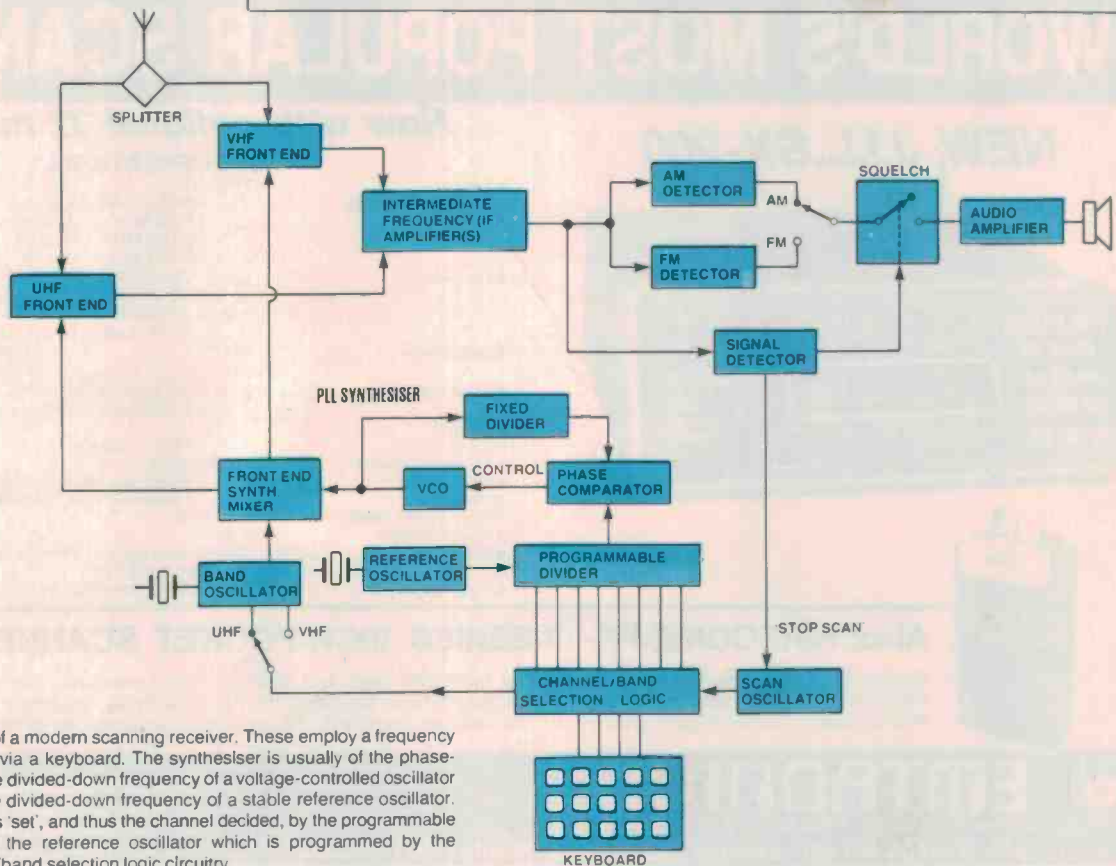 SPLITTER
VHF
FRONT END
INTERMEDIATE
FREQUENCY (IF
AMPLIFIER(S)
AM
DETECTOR
AM
FM
FM
DETECTOR
SQUELCH
AUDIO
AMPLIFIER
UHF
FRONT END
SIGNAL
DETECTOR
PLL SYNTHESISER
FIXED
DIVIDER
FRONT END
SYNTH
MIXER
VCO
CONTROL
PHASE
COMPARATOR
BAND
OSCILLATOR
REFERENCE
OSCILLATOR
PROGRAMMABLE
DIVIDER
UHF
VHF
'STOP SCAN'
CHANNEL/BAND
SELECTION LOGIC
SCAN
OSCILLATOR
KEYBOARD
of a modern scanning receiver. These employ a frequency
via a keyboard. The synthesiser is usually of the phase-
e divided-down frequency of a voltage-controlled oscillator
divided-down frequency of a stable reference oscillator.
s 'set', and thus the channel decided, by the programmable
the reference oscillator which is programmed by the
/band selection logic circuitry.